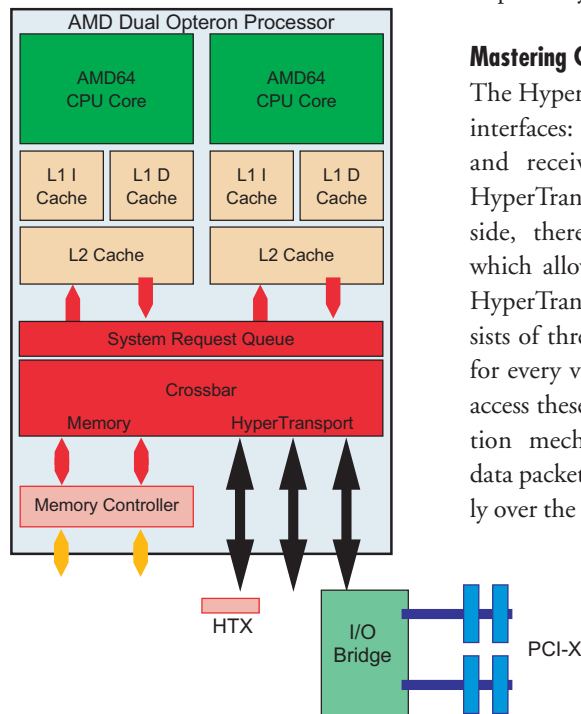 AMD Dual Opteron Processor
AMD64
CPU Core
AMD64
CPU Core
L1 I
Cache
L1 D
Cache
L1 I
Cache
L1 D
Cache
L2 Cache
L2 Cache
System Request Queue
Crossbar
Memory
HyperTransport
Memory Controller
HTX
I/O
Bridge
PCI-X
Mastering
The Hyper
interfaces:
and receiv
HyperTran
side, there
which allow
HyperTran
sists of thre
for every v
access these
tion mech
data packet
ly over the